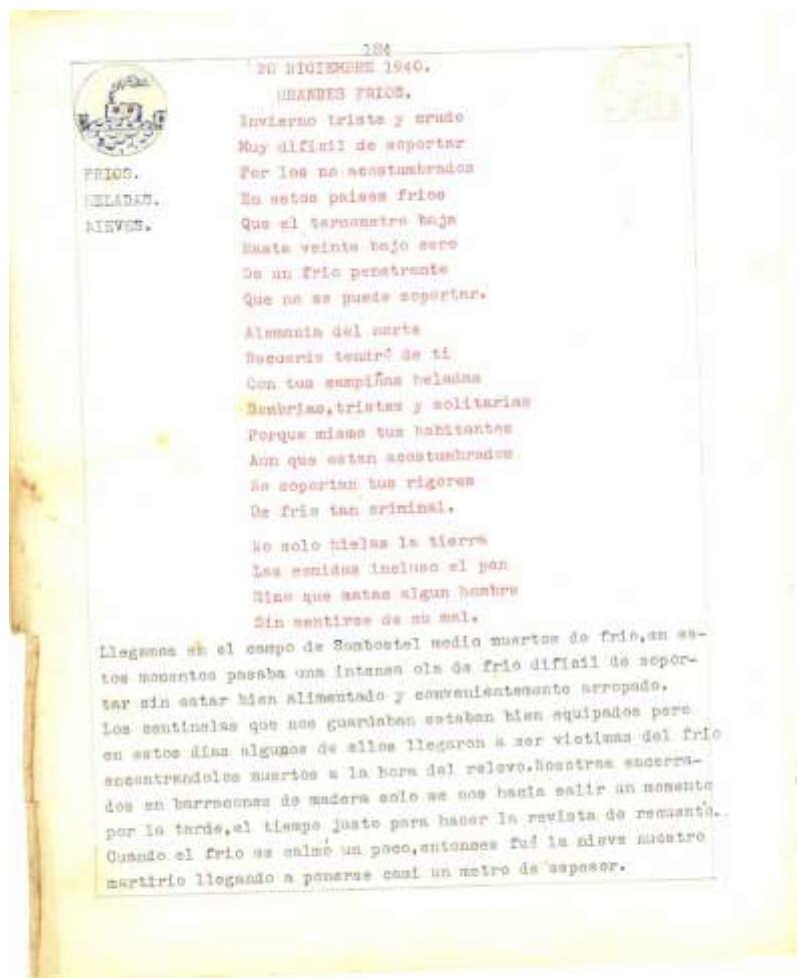 184
20 DICIEMBRE 1940.
GRANDES FRIOS.
Invierno triste y crudo
Muy dificil de soportar
FRIOS.
Por los no acostumbrados
HELADAS.
En estos paises frios
NIEVES.
Que el termometro baja
Hasta veinte bajo cero
De un frio penetrante
Que no se puede soportar.
Alemania del norte
Recuerdo tendré de ti
Con tus campiñas heladas
Sombrias,tristes y solitarias
Porque mismo tus habitantes
Aun que estan acostumbrados
No soportan tus rigores
De frio tan criminal.
No solo hielas la tierra
Las comidas incluso el pan
Sino que matas algun hombre
Sin sentirse de su mal.
Llegamos en el campo de Sanbostel medio muertos de frio,en es-
tos momentos pasaba una intensa ola de frio dificil de sopor-
tar sin estar bien alimentado y convenientemente arropado.
Los centinelas que nos guardaban estaban bien equipados pero
en estos dias algunos de ellos llegaron a ser victimas del frio
encontrandolos muertos a la hora del relevo.Nosotros encerra-
dos en barracones de madera solo se nos hacia salir un momento
por la tarde,el tiempo justo para hacer la revista de recuento.
Cuando el frio se calmó un poco,entonces fué la nieve nuestro
martirio llegando a ponerse casi un metro de espesor.